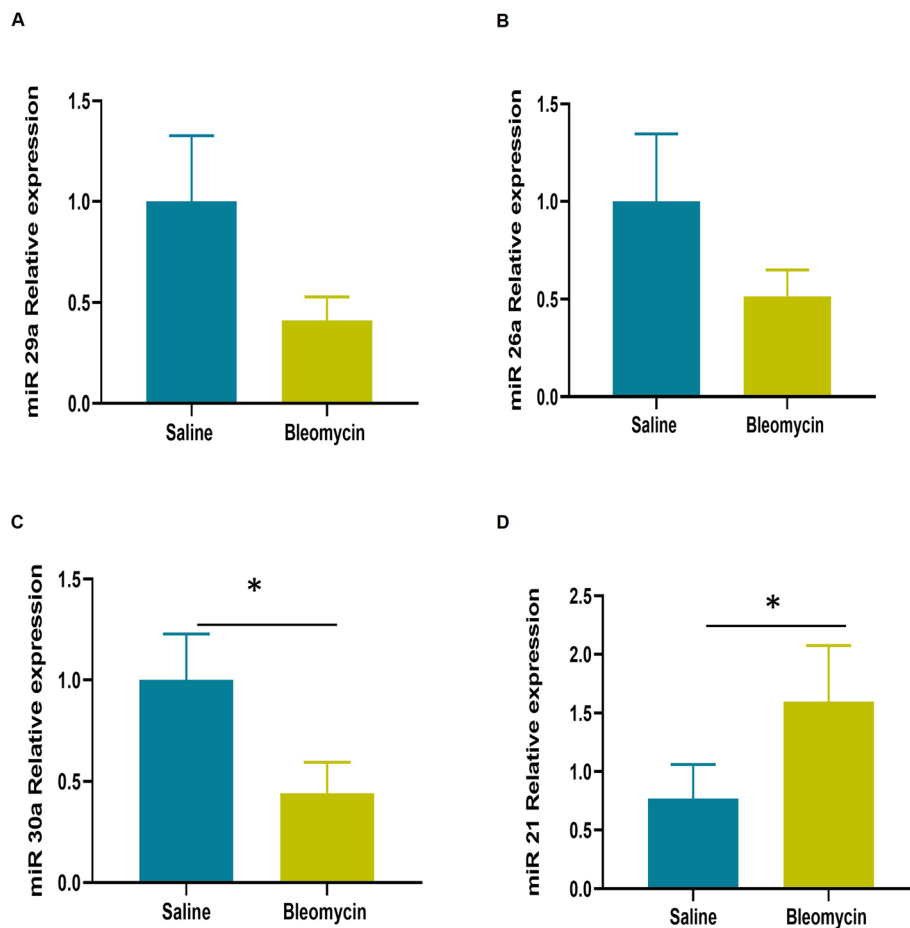 A
miR 29a Relative expression
1.5
1.0
0.5
0.0
Saline Bleomycin
B
miR 26a Relative expression
1.5
1.0
0.5
0.0
Saline Bleomycin
C
miR 30a Relative expression
1.5
1.0
0.5
0.0
*
Saline Bleomycin
D
miR 21 Relative expression
2.5
2.0
1.5
1.0
0.5
0.0
*
Saline Bleomycin